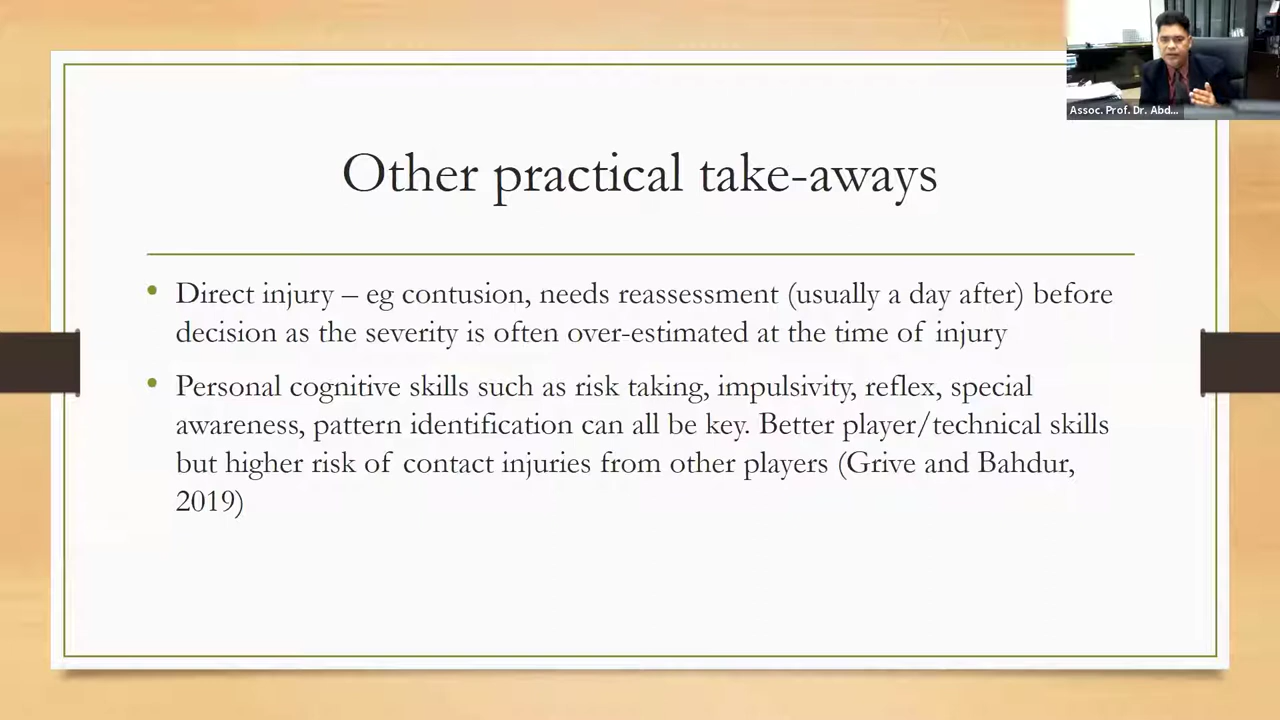 Assoc. Prof. Dr. Abd...
Other practical take-aways
• Direct injury – eg contusion, needs reassessment (usually a day after) before
decision as the severity is often over-estimated at the time of injury
• Personal cognitive skills such as risk taking, impulsivity, reflex, special
awareness, pattern identification can all be key. Better player/technical skills
but higher risk of contact injuries from other players (Grive and Bahdur,
2019)